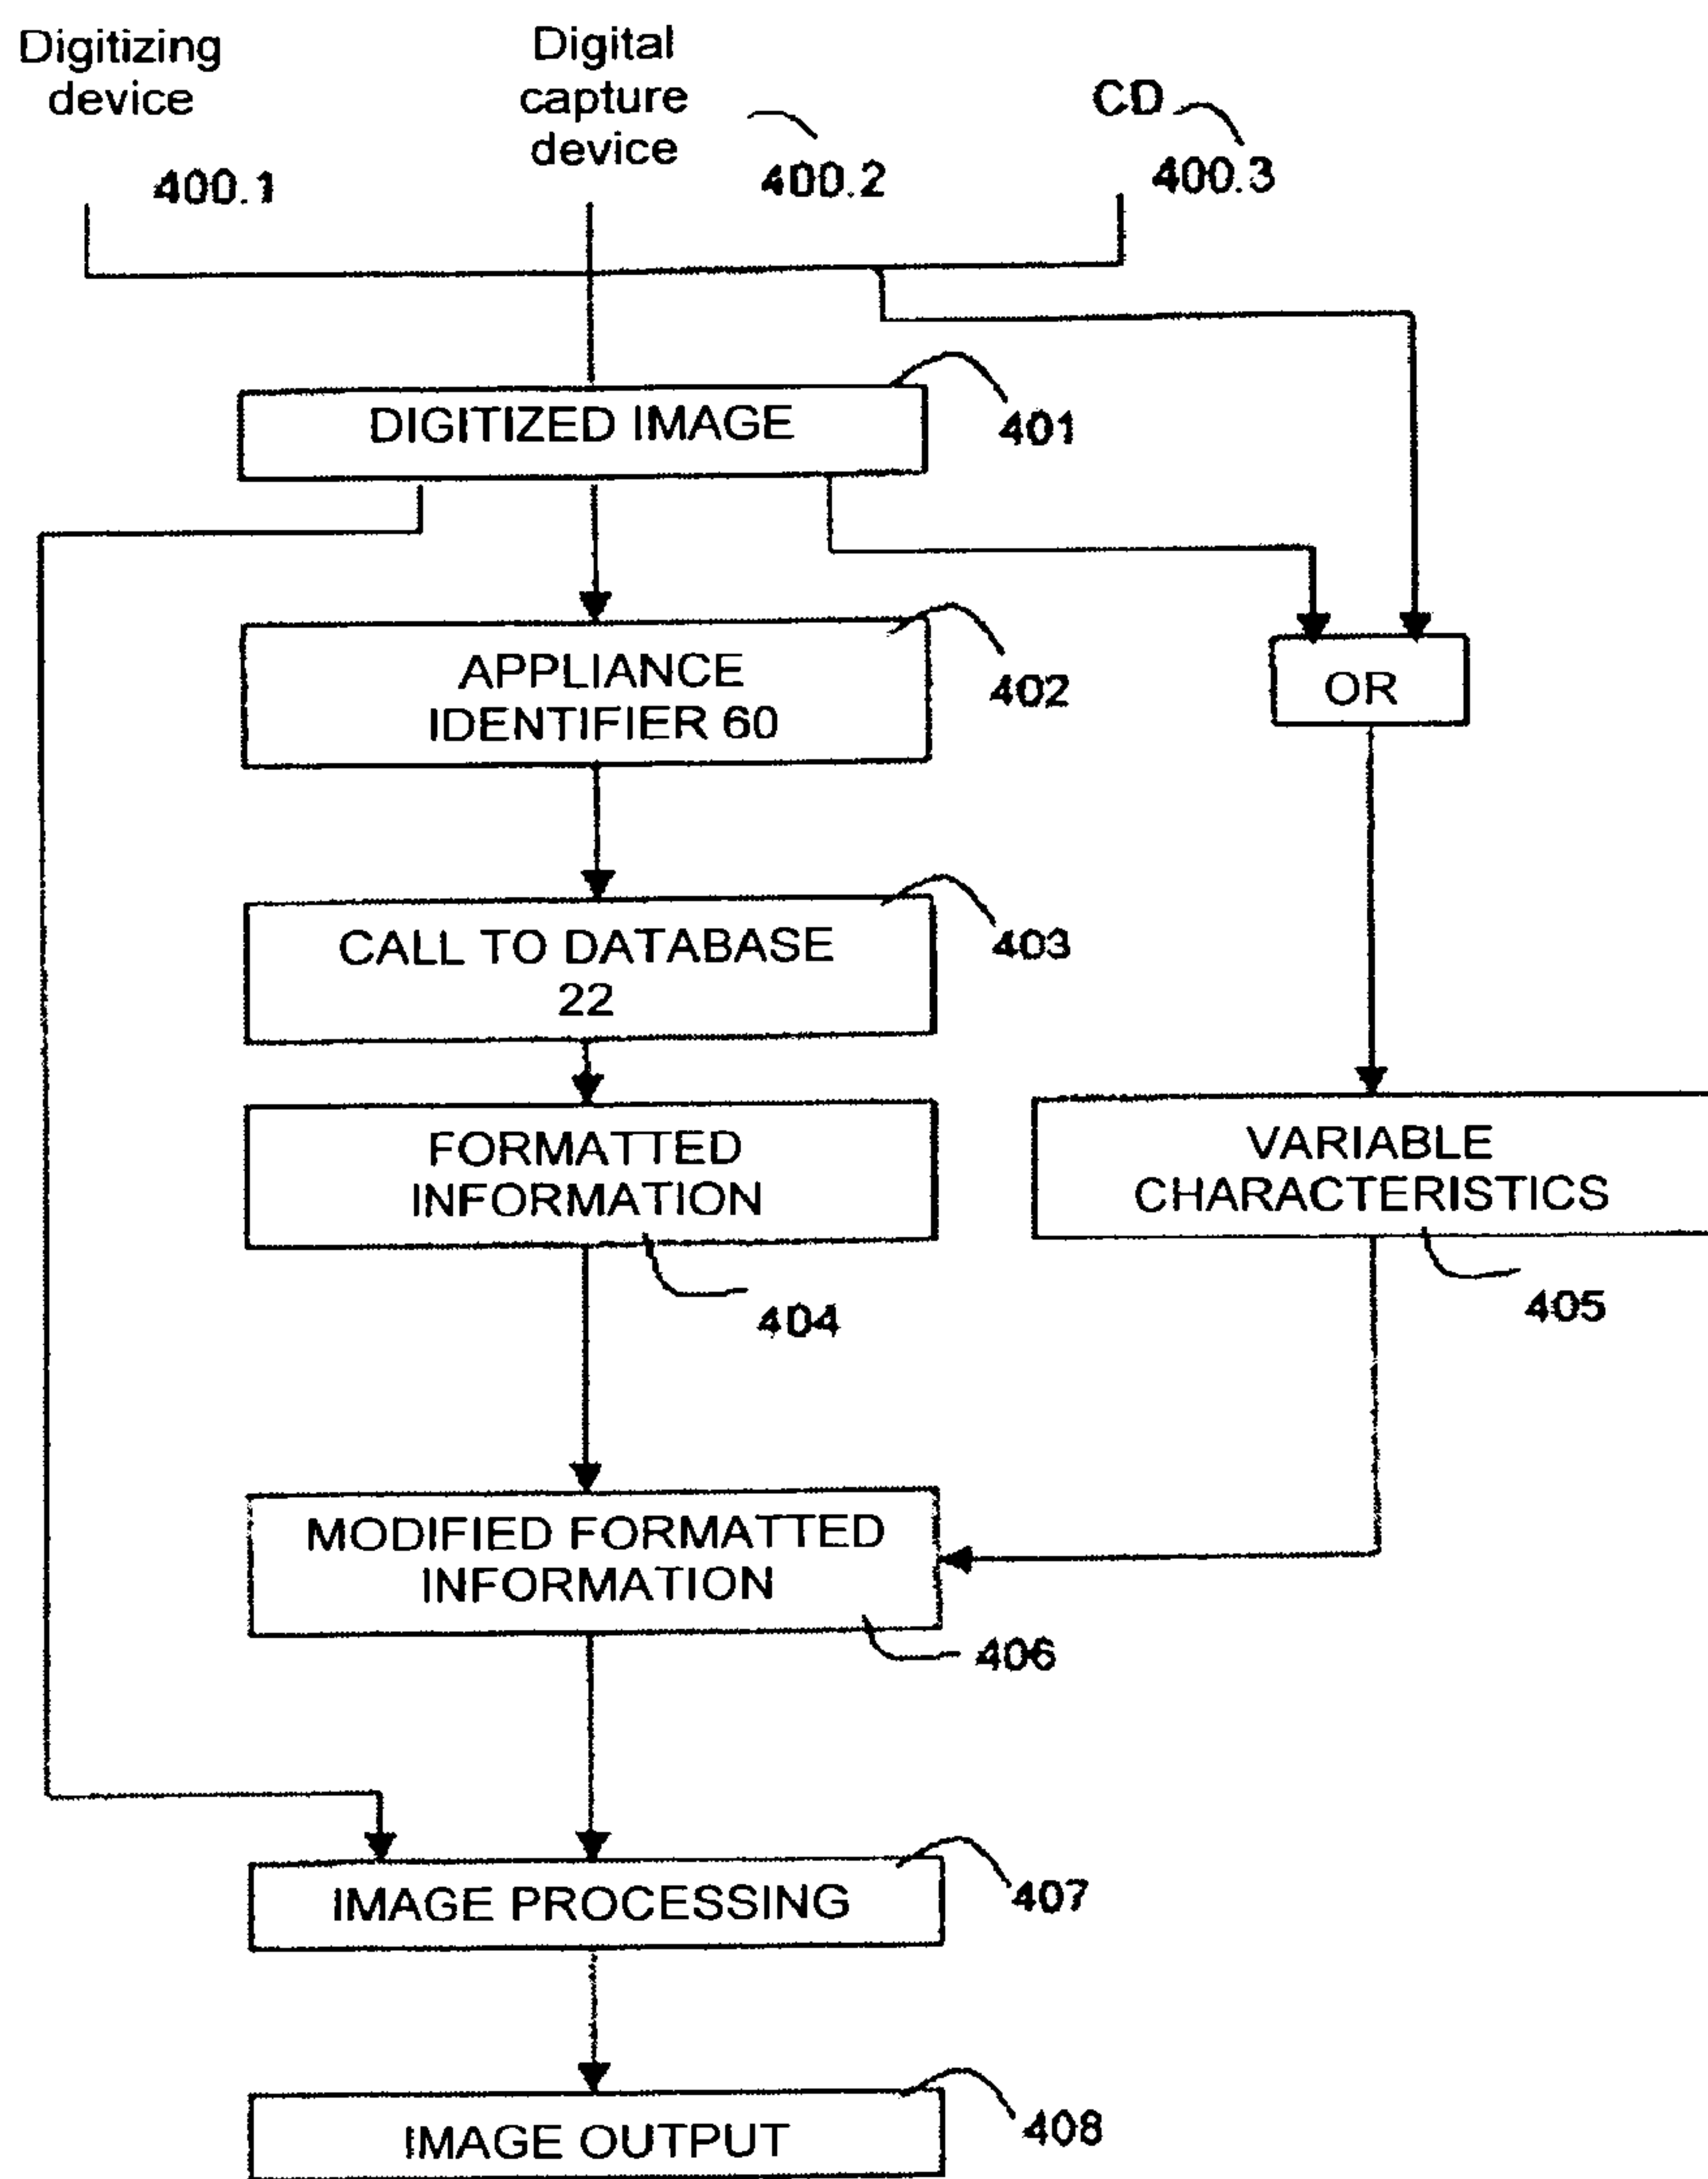 Digitizing
device
400.1
Digital
capture
device
400.2
CD
400.3
DIGITIZED IMAGE
401
APPLIANCE
IDENTIFIER 60
402
OR
CALL TO DATABASE
22
403
FORMATTED
INFORMATION
404
VARIABLE
CHARACTERISTICS
405
MODIFIED FORMATTED
INFORMATION
406
IMAGE PROCESSING
407
IMAGE OUTPUT
408